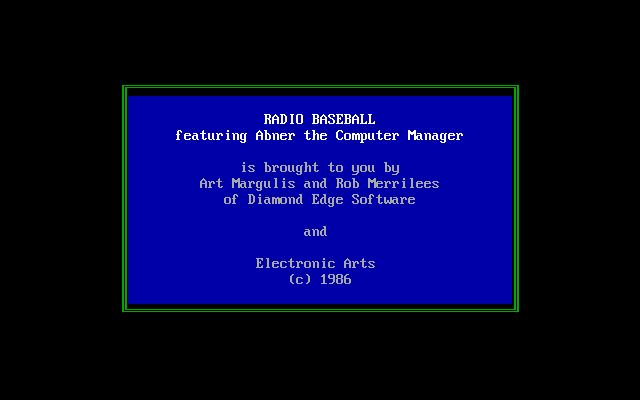 RADIO BASEBALL
featuring Abner the Computer Manager
is brought to you by
Art Margulis and Rob Merrilees
of Diamond Edge Software
and
Electronic Arts
(c) 1986